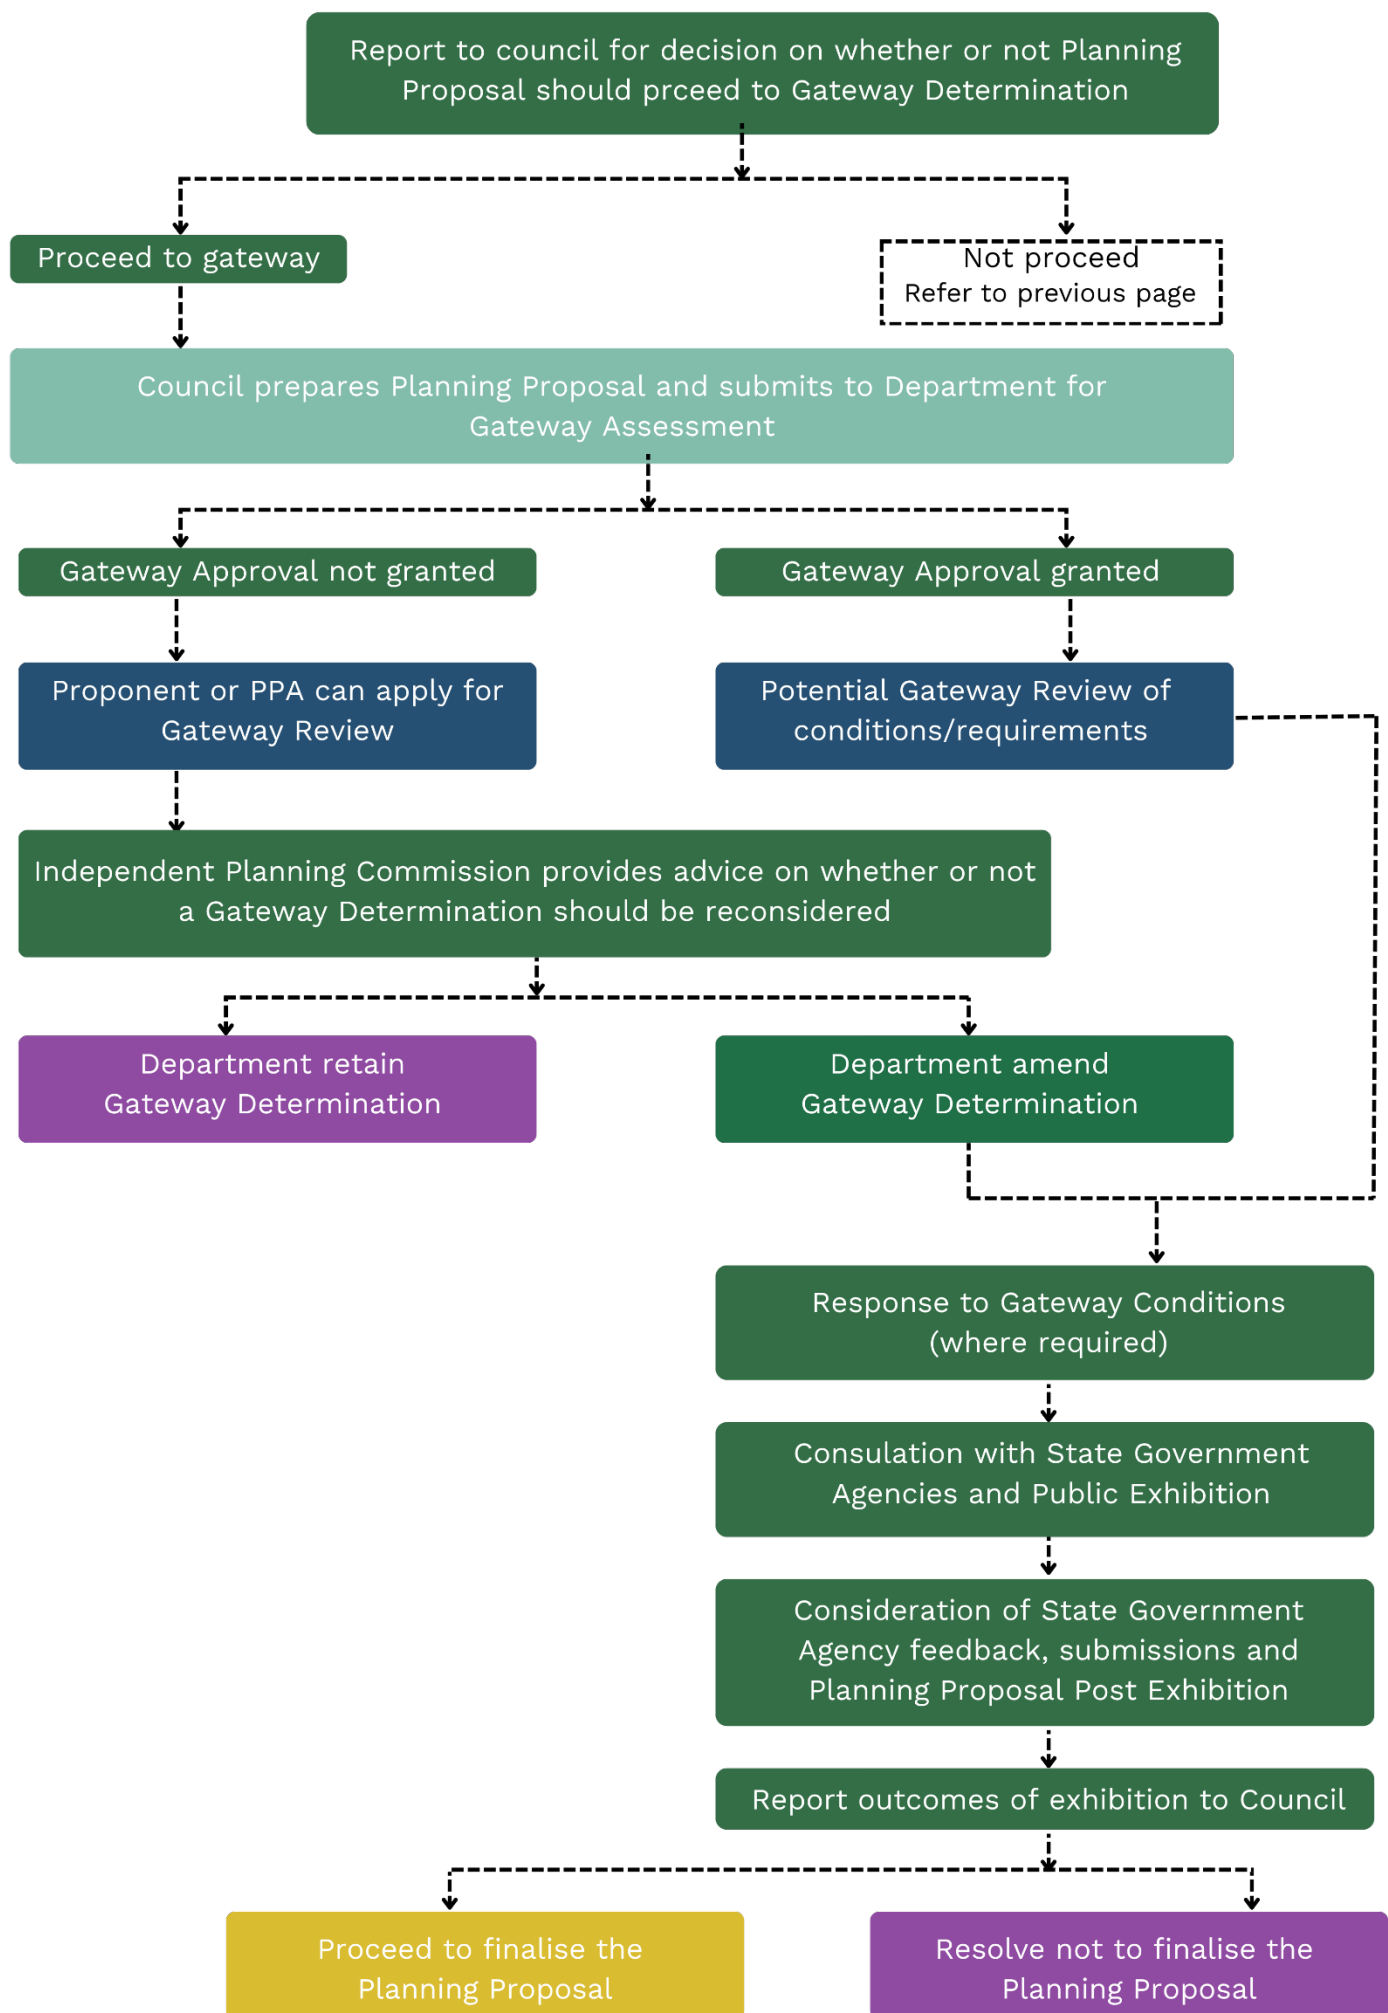 Report to council for decision on whether or not Planning
Proposal should prceed to Gateway Determination
Proceed to gateway
Not proceed
Refer to previous page
Council prepares Planning Proposal and submits to Department for
Gateway Assessment
Gateway Approval not granted
Gateway Approval granted
Proponent or PPA can apply for
Gateway Review
Potential Gateway Review of
conditions/requirements
Independent Planning Commission provides advice on whether or not
a Gateway Determination should be reconsidered
Department retain
Gateway Determination
Department amend
Gateway Determination
Response to Gateway Conditions
(where required)
Consulation with State Government
Agencies and Public Exhibition
Consideration of State Government
Agency feedback, submissions and
Planning Proposal Post Exhibition
Report outcomes of exhibition to Council
Proceed to finalise the
Planning Proposal
Resolve not to finalise the
Planning Proposal